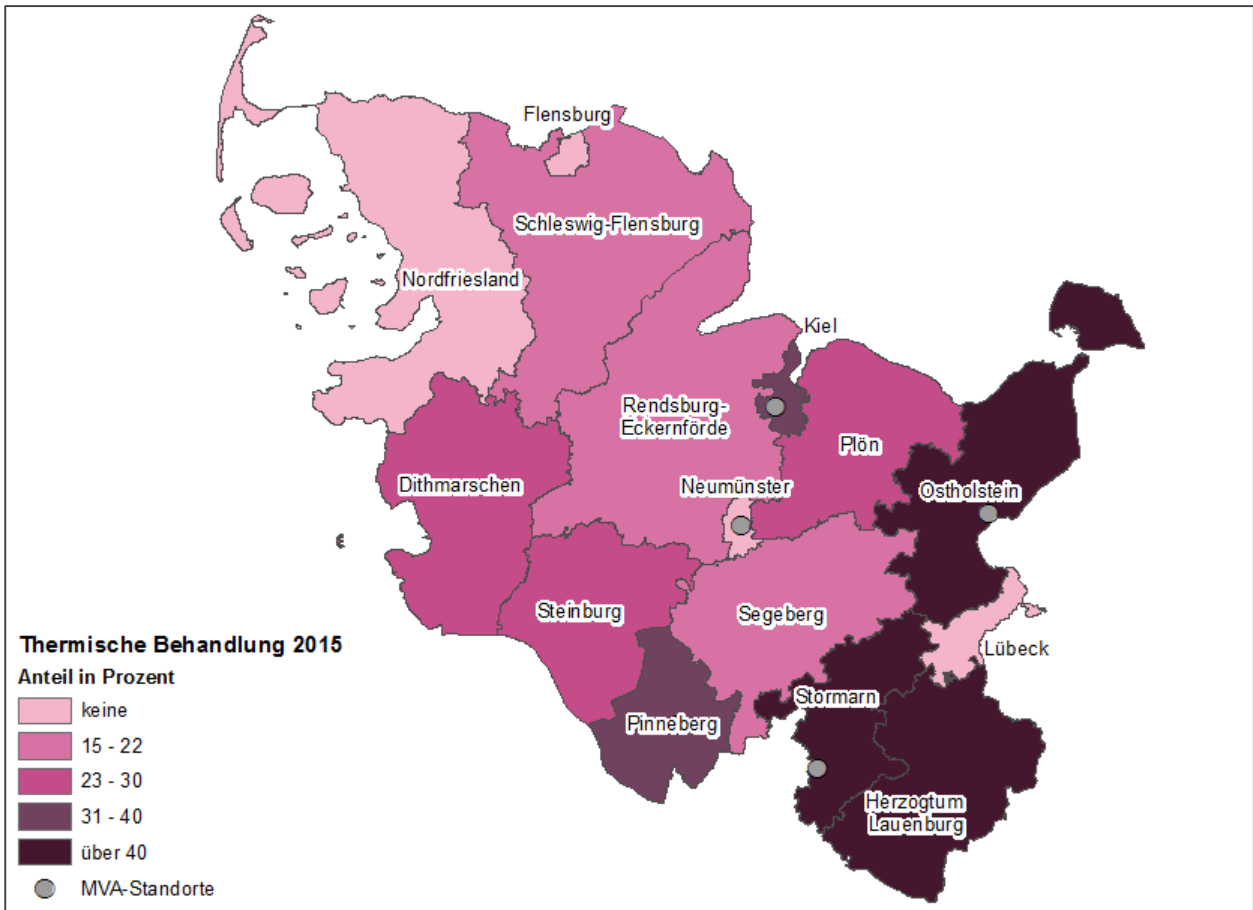 Flensburg
Schleswig-Flensburg
Nordfriesland
Kiel
Rendsburg-
Eckernförde
Plön
Dithmarschen
Neumünster
Ostholstein
Steinburg
Segeberg
Lübeck
Stormarn
Pinneberg
Herzogtum
Lauenburg
Thermische Behandlung 2015
Anteil in Prozent
keine
15 - 22
23 - 30
31 - 40
über 40
MVA-Standorte